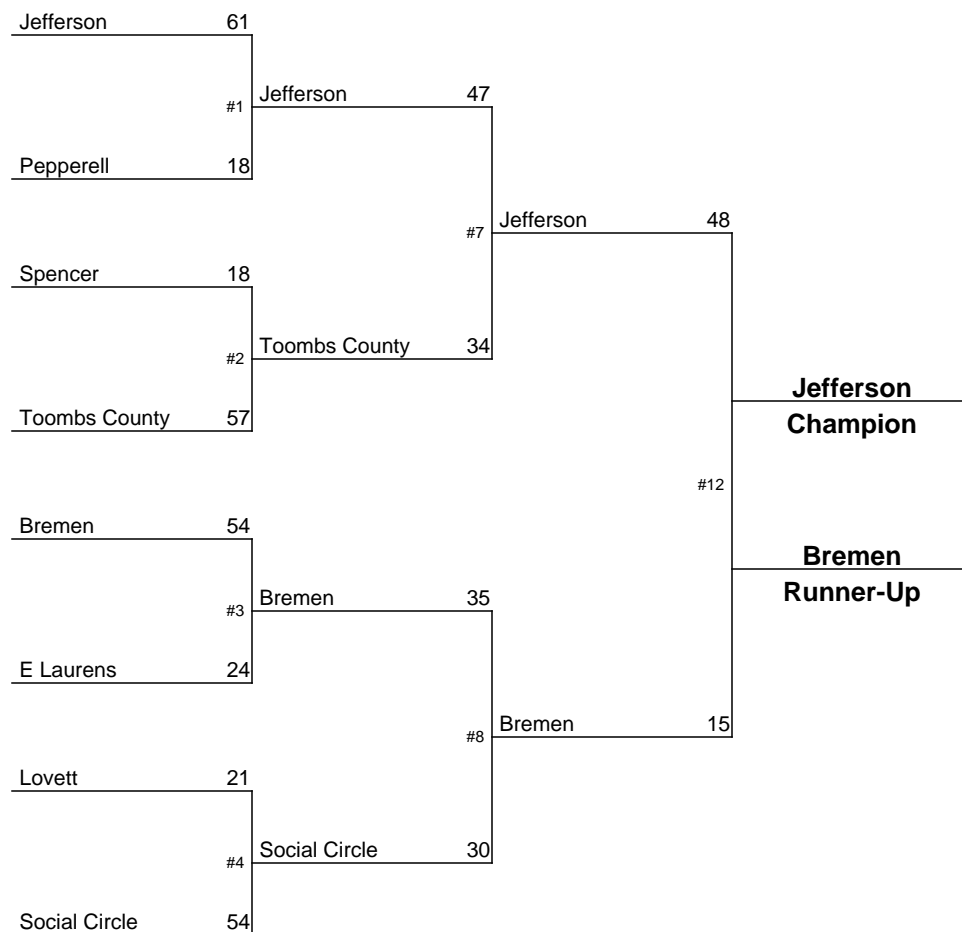 Jefferson 61
#1 Jefferson 47
Pepperell 18
#7 Jefferson 48
Spencer 18
#2 Toombs County 34
Toombs County 57
Jefferson
Champion
#12
Bremen 54
Bremen
Runner-Up
#3 Bremen 35
E Laurens 24
#8 Bremen 15
Lovett 21
#4 Social Circle 30
Social Circle 54